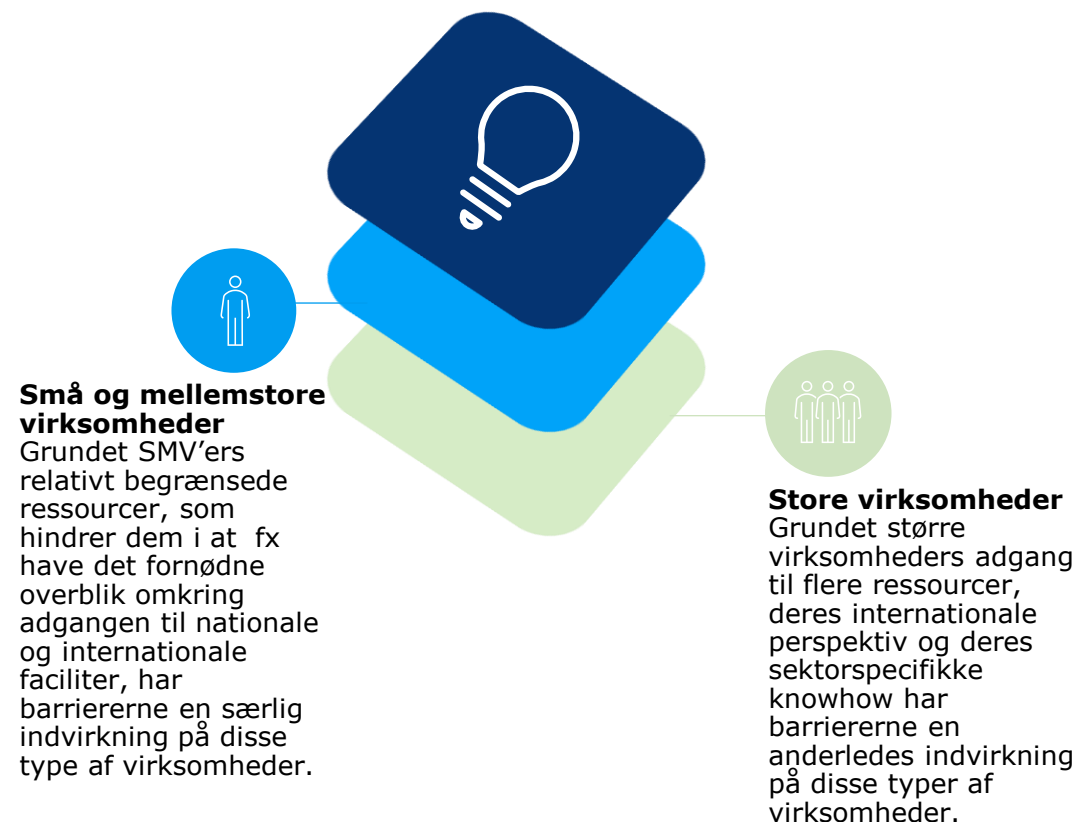 Små og mellemstore
virksomheder
Grundet SMV’ers
relativt begrænsede
ressourcer, som
hindrer dem i at  fx
have det fornødne
overblik omkring
adgangen til nationale
og internationale
faciliter, har
barriererne en særlig
indvirkning på disse
type af virksomheder.
Store virksomheder
Grundet større
virksomheders adgang
til flere ressourcer,
deres internationale
perspektiv og deres
sektorspecifikke
knowhow har
barriererne en
anderledes indvirkning
på disse typer af
virksomheder.